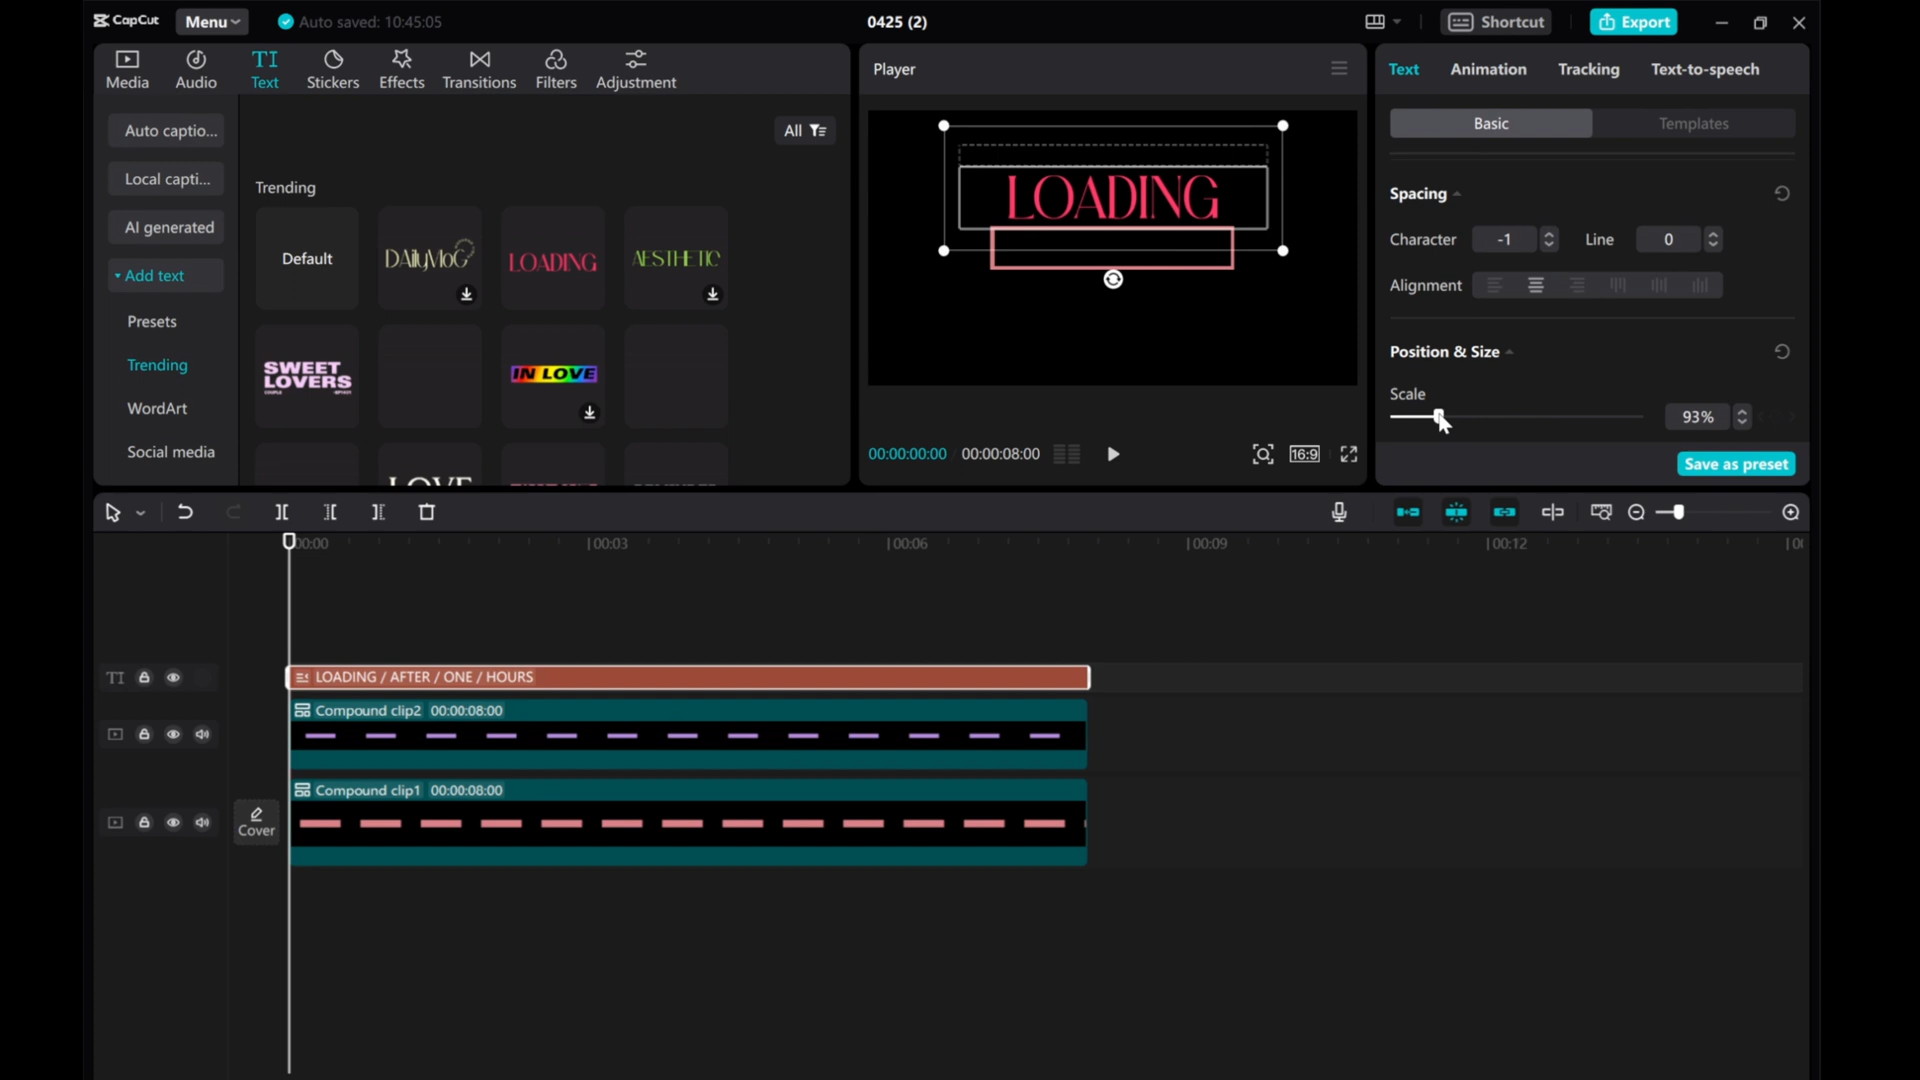 CapCut
Menu
Auto saved: 10:45:05
0425 (2)
Shortcut
Export
Media
Audio
TI
Text
Stickers
Effects
Transitions
Filters
Adjustment
Auto captio...
Local capti...
AI generated
Add text
Presets
Trending
WordArt
Social media
All
Trending
Default
DAilyMoG
LOADING
AESTHETIC
SWEET
LOVERS
IN LOVE
LOVE
Player
LOADING
00:00:00:00
00:00:08:00
16:9
Text
Animation
Tracking
Text-to-speech
Basic
Templates
Spacing
Character
-1
Line
0
Alignment
Position & Size
Scale
93%
Save as preset
00:00
00:03
00:06
00:09
00:12
TI
LOADING / AFTER / ONE / HOURS
Compound clip2 00:00:08:00
Compound clip1 00:00:08:00
Cover